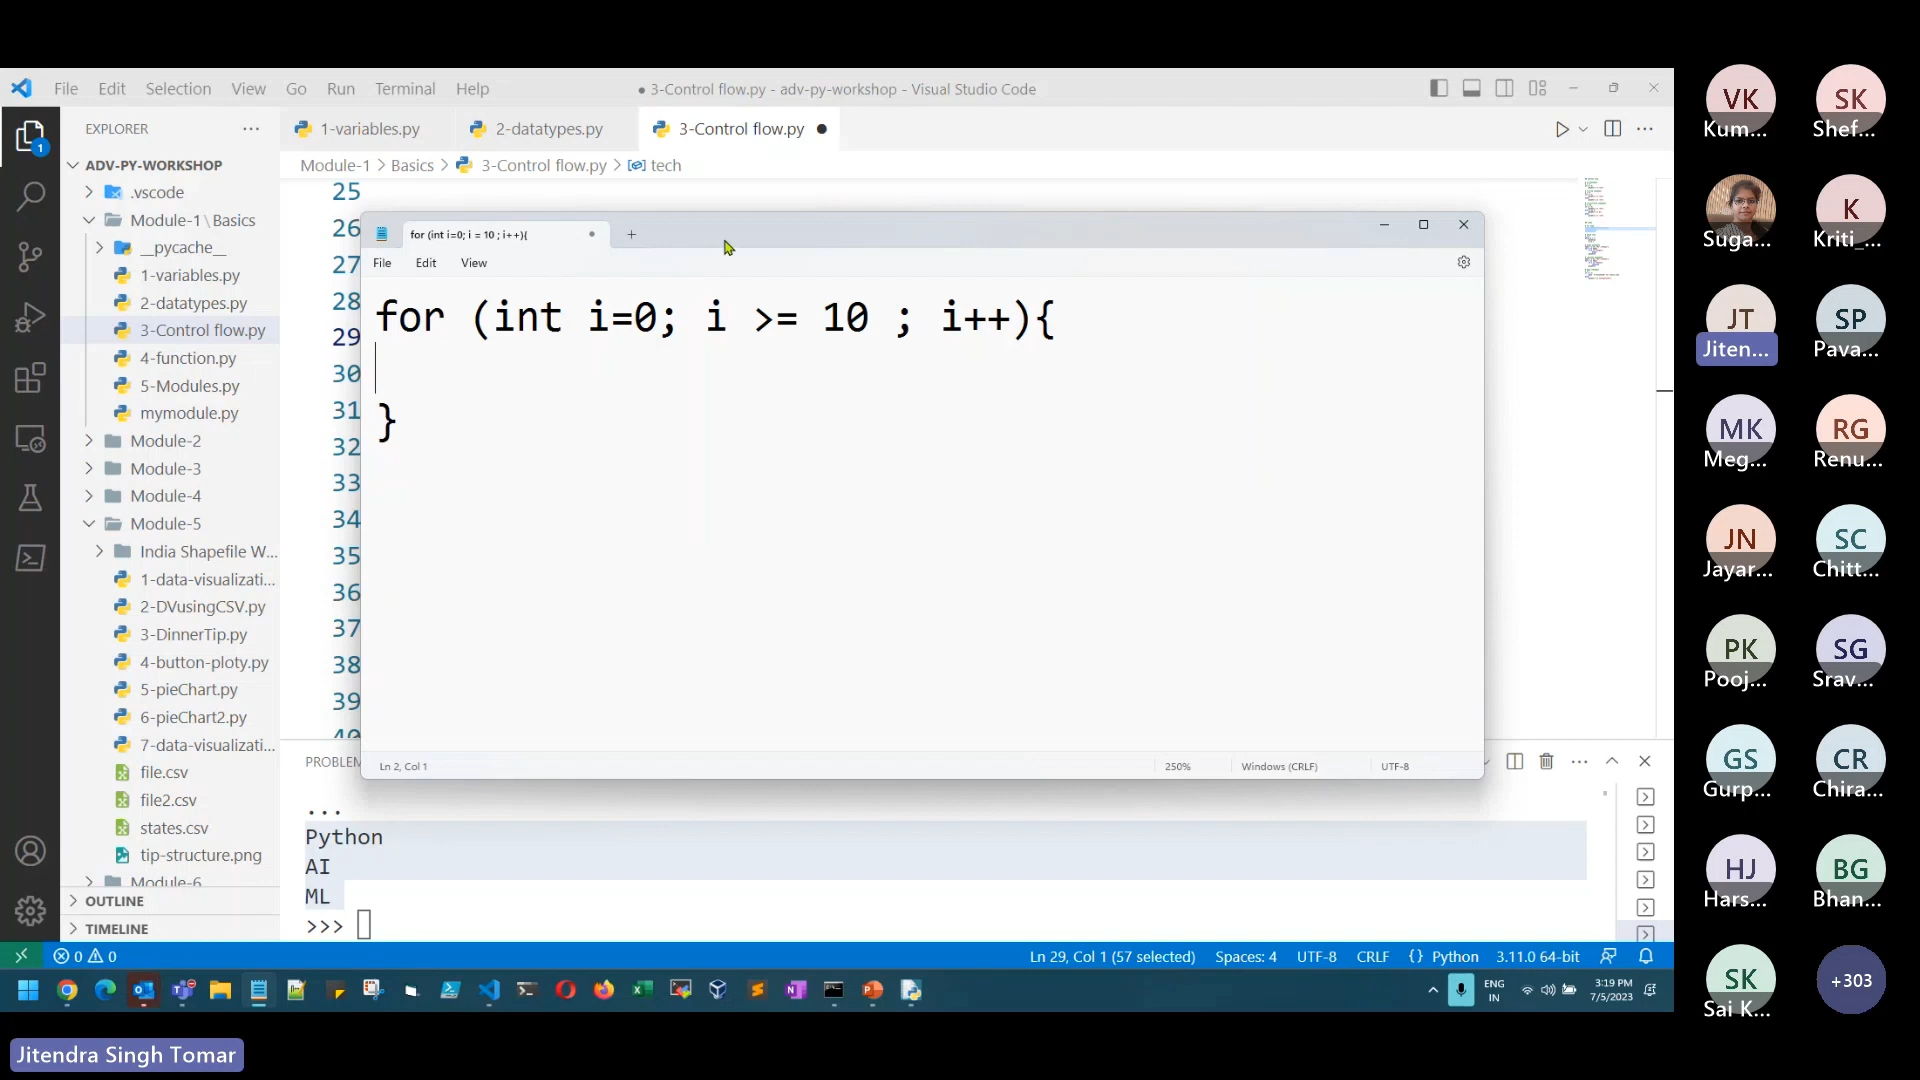 File Edit Selection View Go Run Terminal Help
● 3-Control flow.py - adv-py-workshop - Visual Studio Code
EXPLORER
1-variables.py
2-datatypes.py
3-Control flow.py
Module-1 > Basics > 3-Control flow.py > tech
ADV-PY-WORKSHOP
.vscode
Module-1\Basics
__pycache__
1-variables.py
2-datatypes.py
3-Control flow.py
4-function.py
5-Modules.py
mymodule.py
Module-2
Module-3
Module-4
Module-5
India Shapefile W...
1-data-visualizati...
2-DVusingCSV.py
3-DinnerTip.py
4-button-ploty.py
5-pieChart.py
6-pieChart2.py
7-data-visualizati...
file.csv
file2.csv
states.csv
tip-structure.png
Module-6
OUTLINE
TIMELINE
1
25
26
27
28
29
30
31
32
33
34
35
36
37
38
39
40
for (int i=0; i = 10 ; i++){
File Edit View
for (int i=0; i >= 10 ; i++){
}
Ln 2, Col 1
250%
Windows (CRLF)
UTF-8
PROBLEM
...
Python
AI
ML
>>>
0 0
Ln 29, Col 1 (57 selected) Spaces: 4 UTF-8 CRLF {} Python 3.11.0 64-bit
ENG
IN
3:19 PM
7/5/2023
VK
Kum...
SK
Shef...
Suga...
K
Kriti_...
JT
Jiten...
SP
Pava...
MK
Meg...
RG
Renu...
JN
Jayar...
SC
Chitt...
PK
Pooj...
SG
Srav...
GS
Gurp...
CR
Chira...
HJ
Hars...
BG
Bhan...
SK
Sai K...
+303
Jitendra Singh Tomar